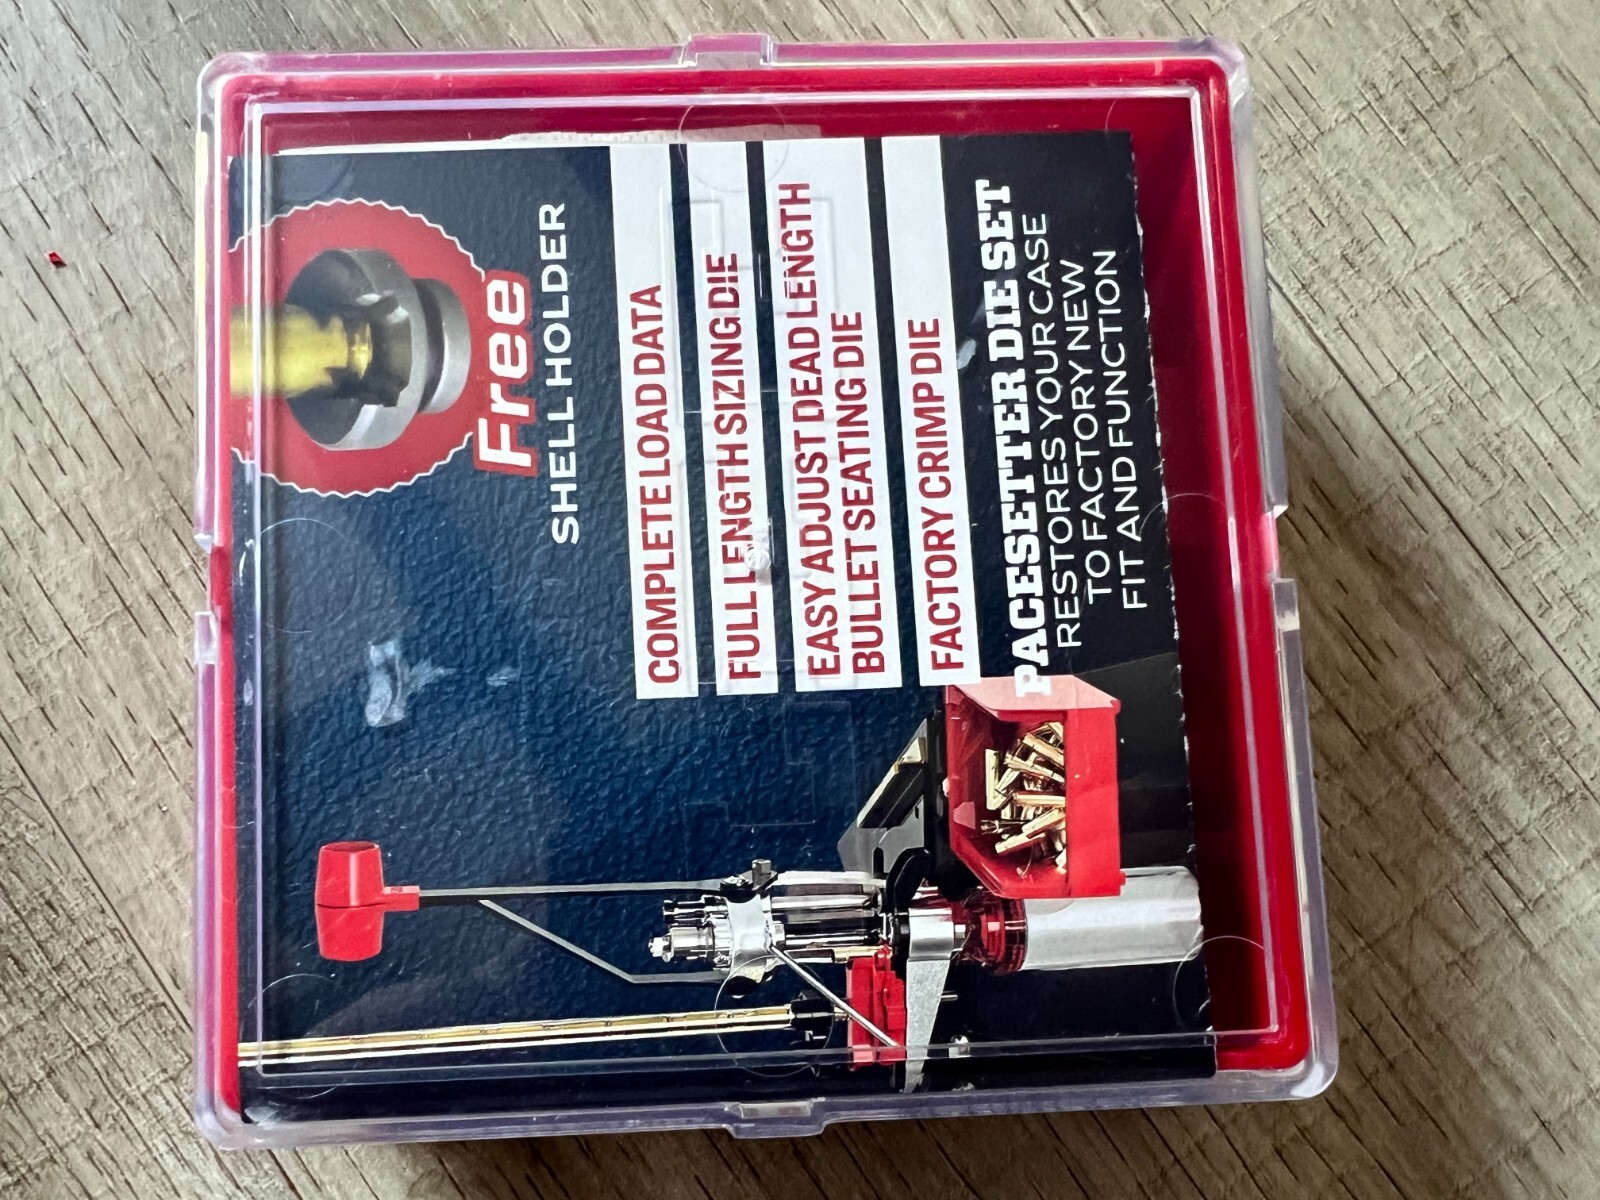 PACESETTER DIE SET
RESTORES YOUR CASE
TO FACTORY NEW
FIT AND FUNCTION
FACTORY CRIMP DIE
EASY ADJUST DEAD LENGTH
BULLET SEATING DIE
FULL LENGTH SIZING DIE
COMPLETE LOAD DATA
Free
SHELL HOLDER